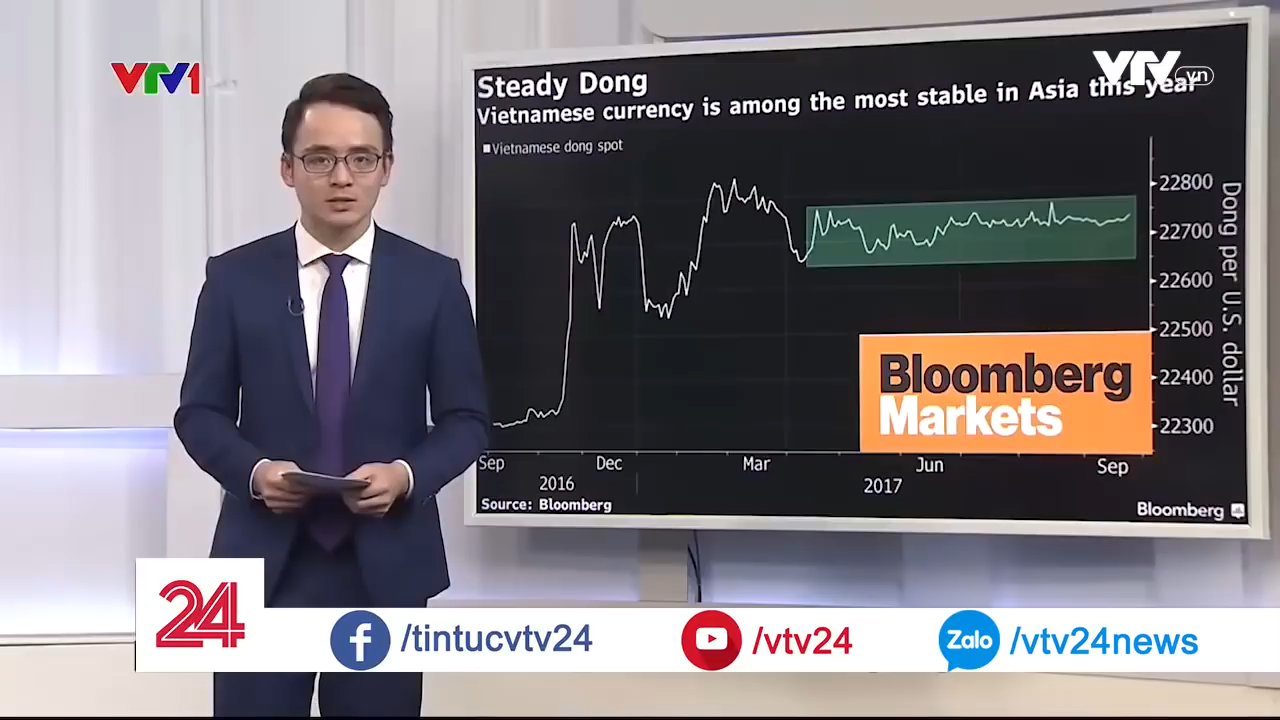 VTV1
VTV.vn
Steady Dong
Vietnamese currency is among the most stable in Asia this year
Vietnamese dong spot
22800
22700
22600
22500
22400
22300
Dong per U.S. dollar
Bloomberg
Markets
Sep Dec Mar Jun Sep
2016 2017
Source: Bloomberg
Bloomberg
24
/tintucvtv24 /vtv24 Zalo /vtv24news